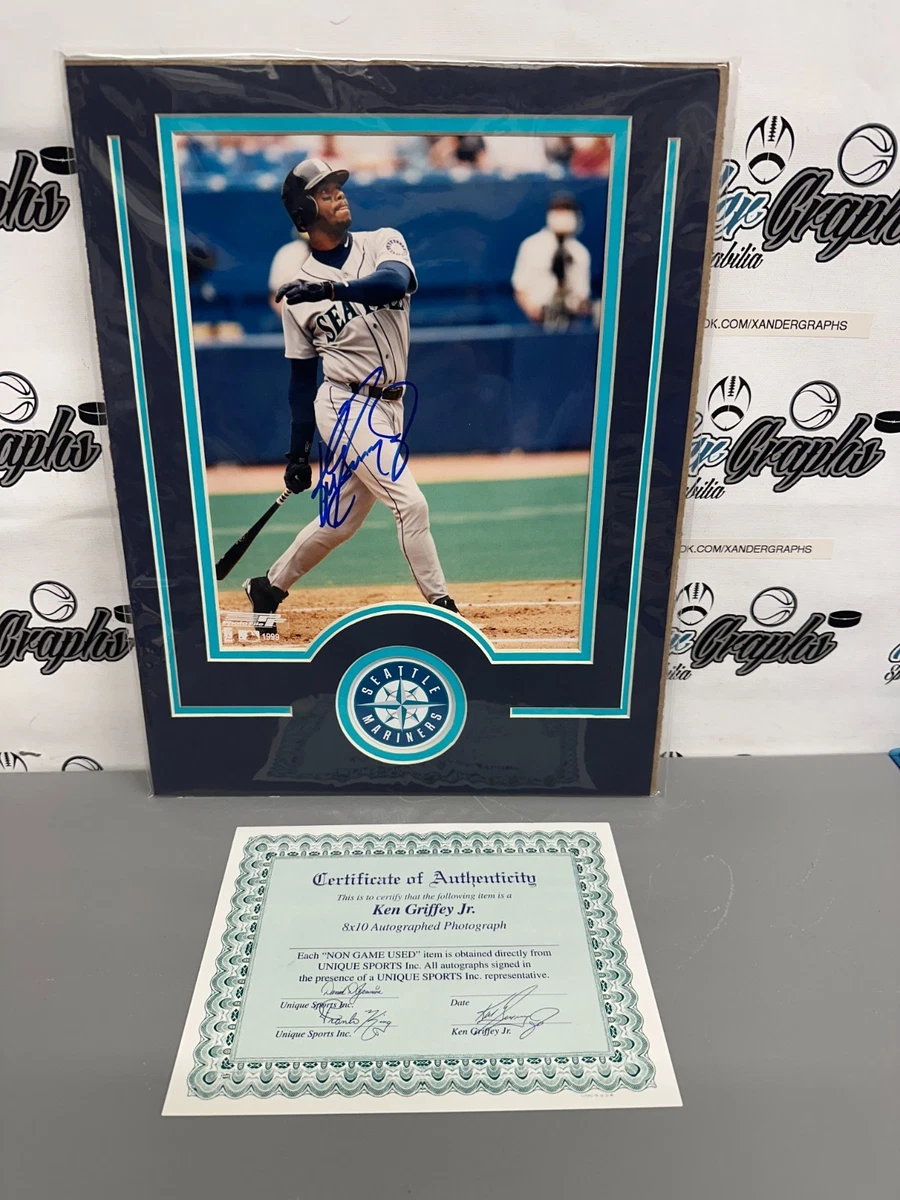 Graphs
Graphs
abilia
OK.COM/XANDERGRAPHS
Graphs
Graphs
abilia
K.COM/XANDERGRAPHS
Graphs
Graphs
bilia
SEATTLE
1999
SEATTLE
MARINERS
Certificate of Authenticity
This is to certify that the following item is a
Ken Griffey Jr.
8x10 Autographed Photograph
Each "NON GAME USED" item is obtained directly from
UNIQUE SPORTS Inc. All autographs signed in
the presence of a UNIQUE SPORTS Inc. representative.
Unique Sports Inc. Date
Unique Sports Inc. Ken Griffey Jr.